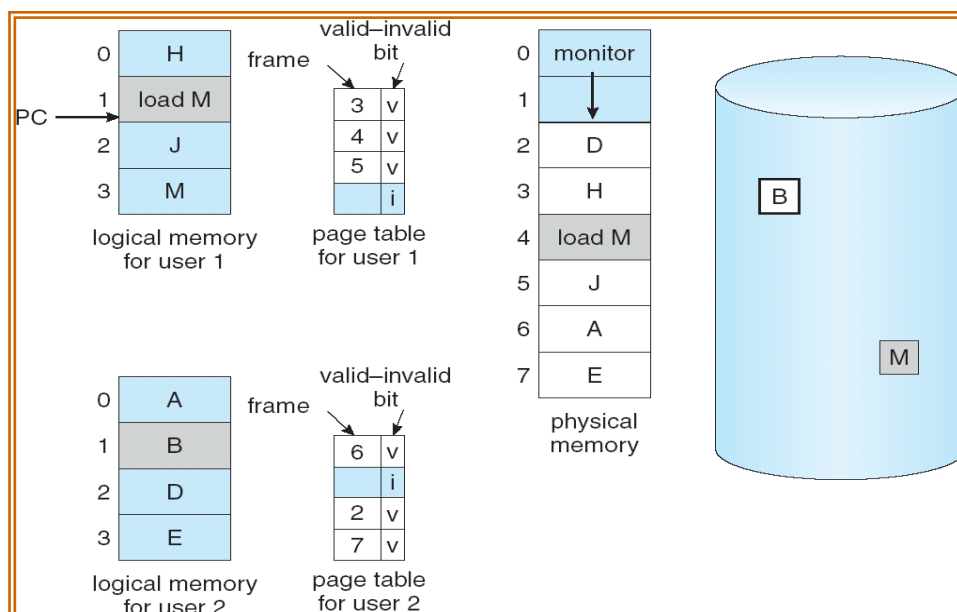 valid–invalid
bit
frame
0 H
1 load M
PC
2 J
3 M
3 v
4 v
5 v
i
logical memory
for user 1
page table
for user 1
valid–invalid
bit
frame
0 A
1 B
2 D
3 E
6 v
i
2 v
7 v
logical memory
for user 2
page table
for user 2
0 monitor
1
2 D
3 H
4 load M
5 J
6 A
7 E
physical
memory
B
M